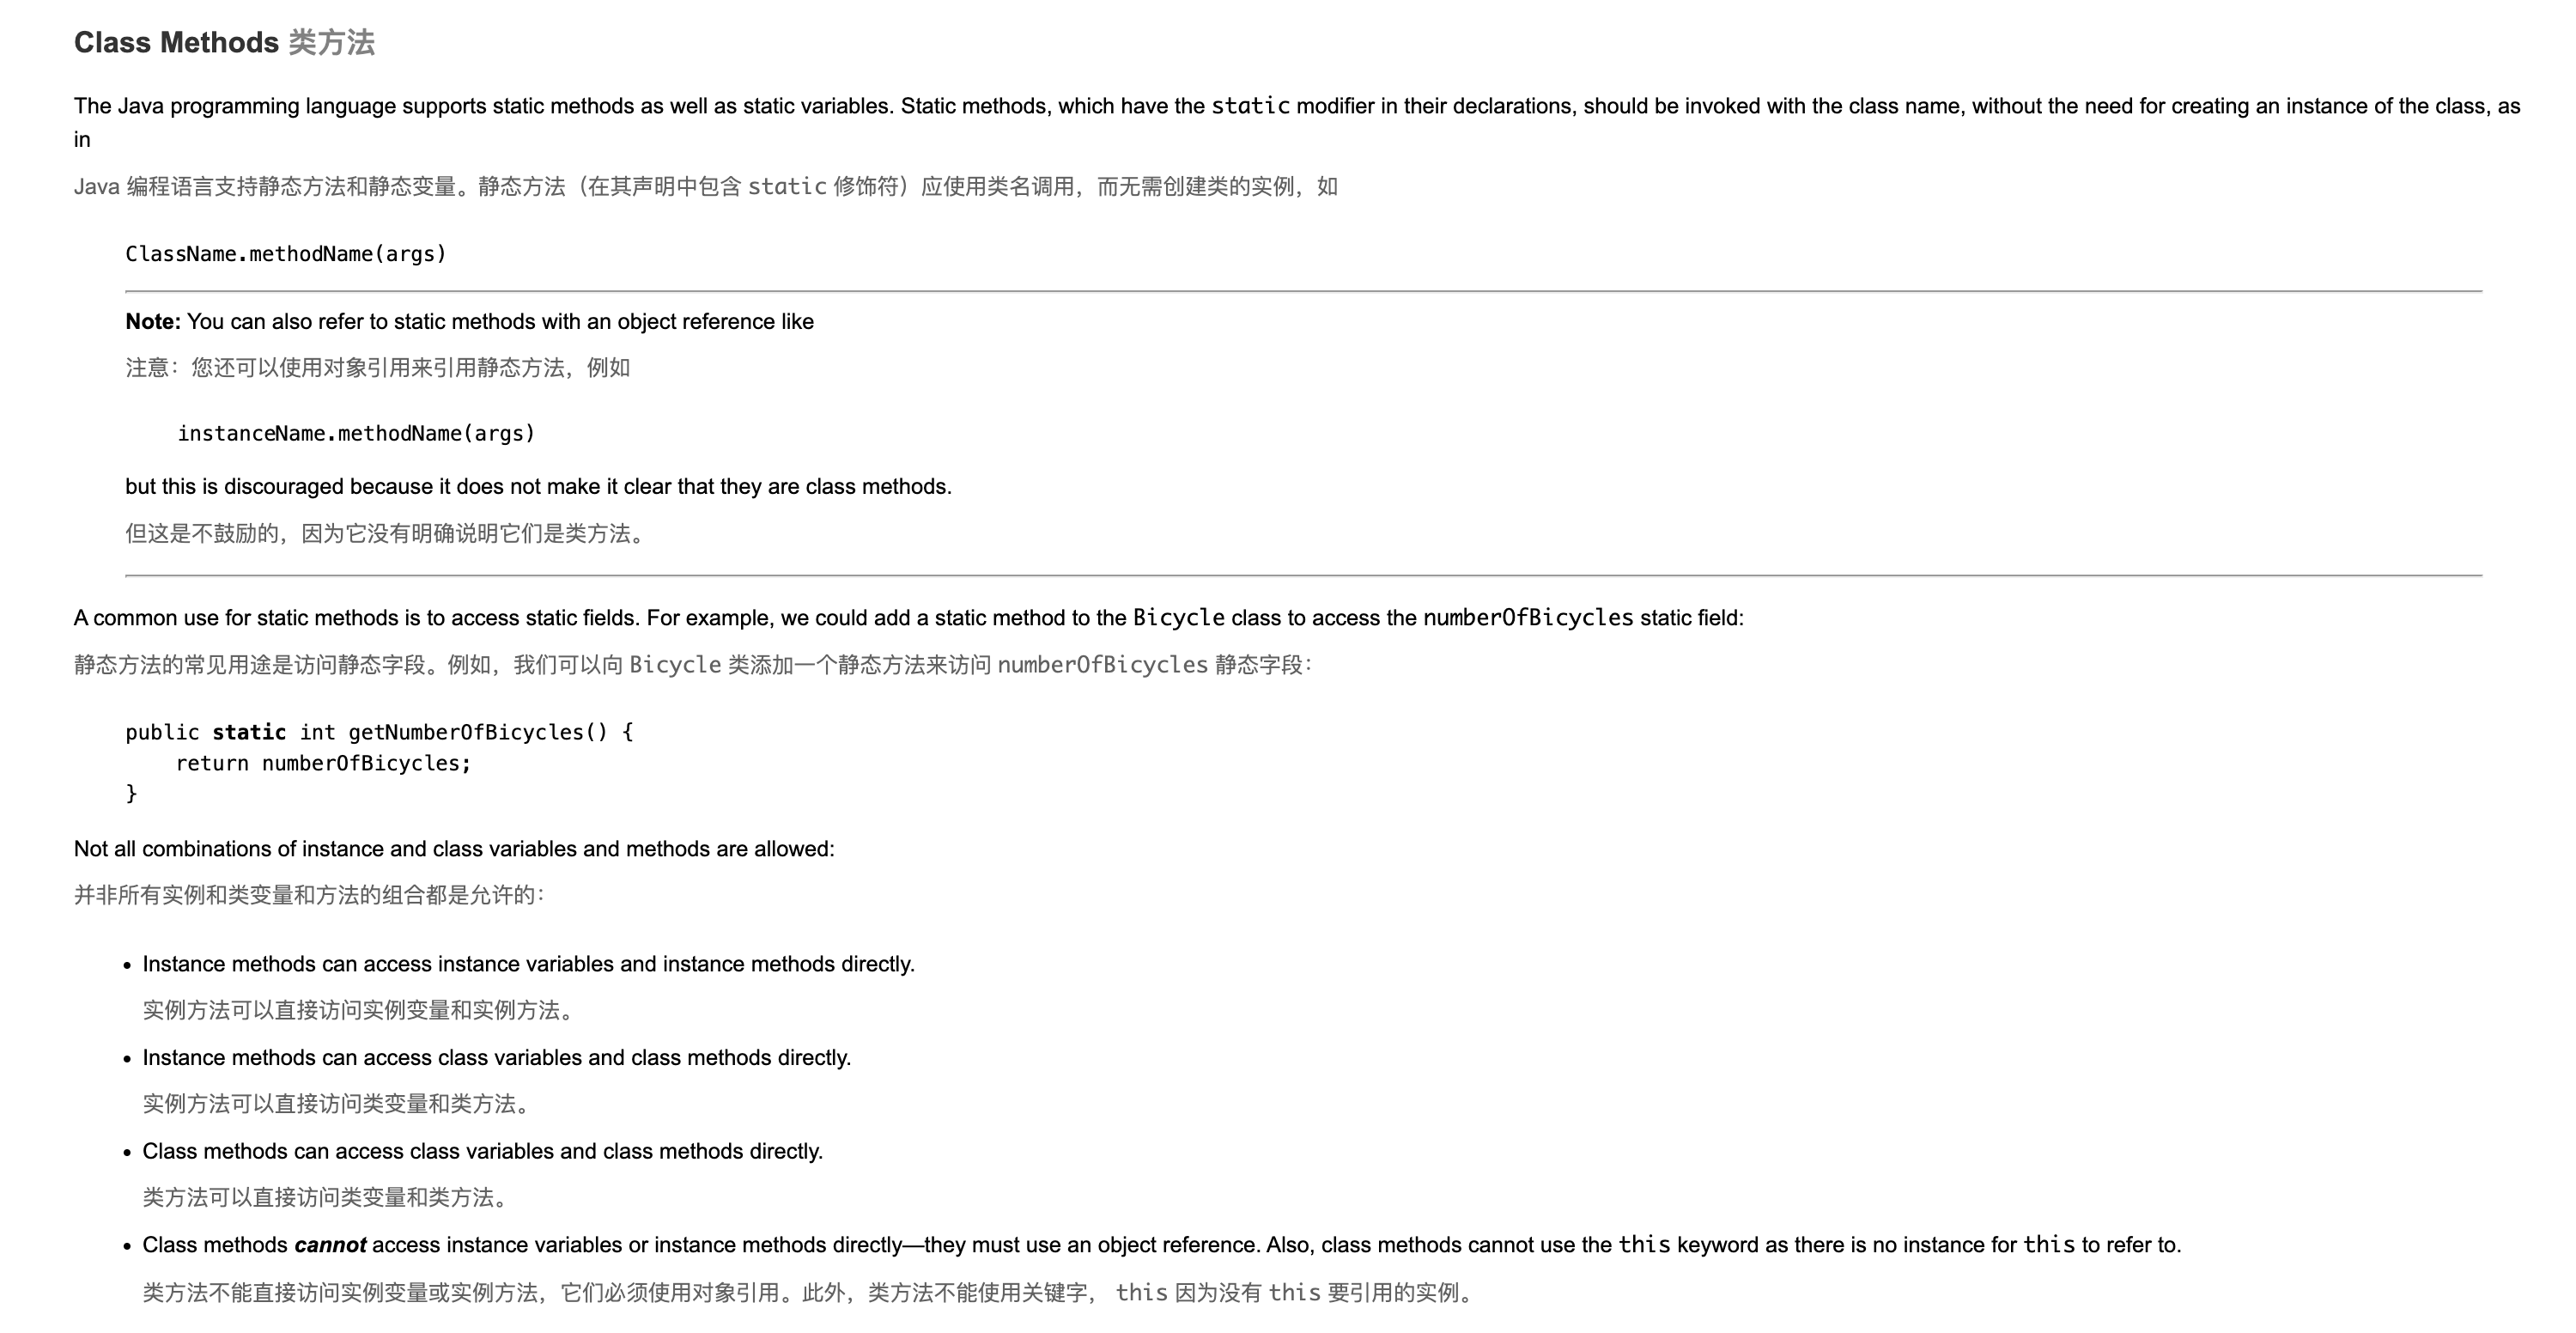 Class Methods 类方法
The Java programming language supports static methods as well as static variables. Static methods, which have the static modifier in their declarations, should be invoked with the class name, without the need for creating an instance of the class, as
in
Java 编程语言支持静态方法和静态变量。静态方法（在其声明中包含 static 修饰符）应使用类名调用，而无需创建类的实例，如
ClassName.methodName(args)
Note: You can also refer to static methods with an object reference like
注意：您还可以使用对象引用来引用静态方法，例如
instanceName.methodName(args)
but this is discouraged because it does not make it clear that they are class methods.
但这是不鼓励的，因为它没有明确说明它们是类方法。
A common use for static methods is to access static fields. For example, we could add a static method to the Bicycle class to access the numberOfBicycles static field:
静态方法的常见用途是访问静态字段。例如，我们可以向 Bicycle 类添加一个静态方法来访问 numberOfBicycles 静态字段：
public static int getNumberOfBicycles() {
    return numberOfBicycles;
}
Not all combinations of instance and class variables and methods are allowed:
并非所有实例和类变量和方法的组合都是允许的：
• Instance methods can access instance variables and instance methods directly.
实例方法可以直接访问实例变量和实例方法。
• Instance methods can access class variables and class methods directly.
实例方法可以直接访问类变量和类方法。
• Class methods can access class variables and class methods directly.
类方法可以直接访问类变量和类方法。
• Class methods cannot access instance variables or instance methods directly—they must use an object reference. Also, class methods cannot use the this keyword as there is no instance for this to refer to.
类方法不能直接访问实例变量或实例方法，它们必须使用对象引用。此外，类方法不能使用关键字， this 因为没有 this 要引用的实例。